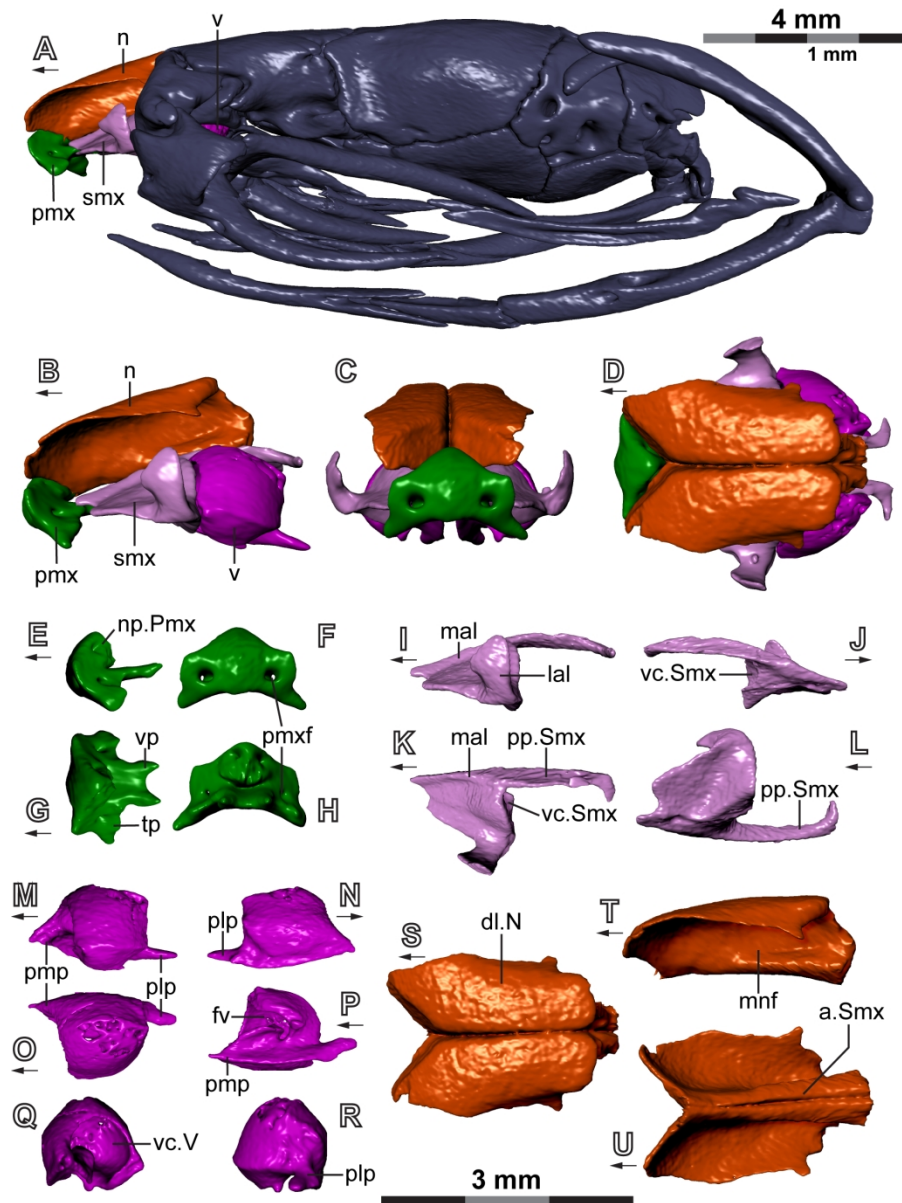 4 mm
1 mm
A
n
v
pmx
smx
B
n
C
D
pmx
smx
v
E
np.Pmx
F
I
mal
lal
J
vc.Smx
vp
pmxf
tp
G
H
K
mal
pp.Smx
vc.Smx
L
pp.Smx
M
N
pmp
plp
plp
O
fv
P
pmp
Q
vc.V
R
plp
S
dl.N
T
mnf
a.Smx
U
3 mm